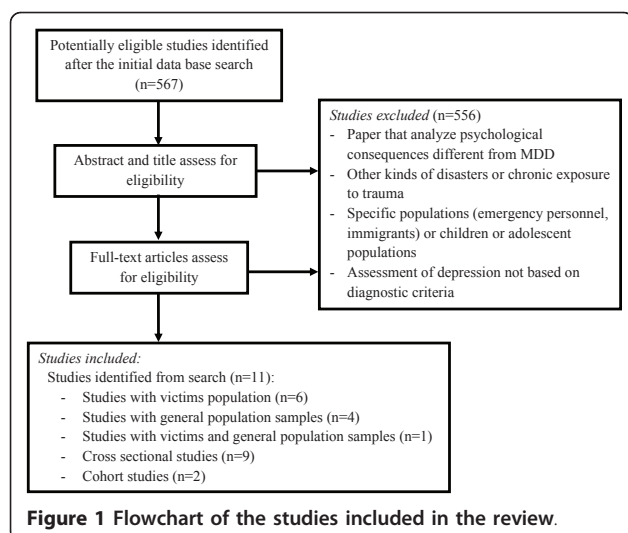 Potentially eligible studies identified
after the initial data base search
(n=567)
Studies excluded (n=556)
- Paper that analyze psychological
consequences different from MDD
- Other kinds of disasters or chronic exposure
to trauma
- Specific populations (emergency personnel,
immigrants) or children or adolescent
populations
- Assessment of depression not based on
diagnostic criteria
Abstract and title assess for
eligibility
Full-text articles assess
for eligibility
Studies included:
Studies identified from search (n=11):
- Studies with victims population (n=6)
- Studies with general population samples (n=4)
- Studies with victims and general population samples (n=1)
- Cross sectional studies (n=9)
- Cohort studies (n=2)
Figure 1 Flowchart of the studies included in the review.